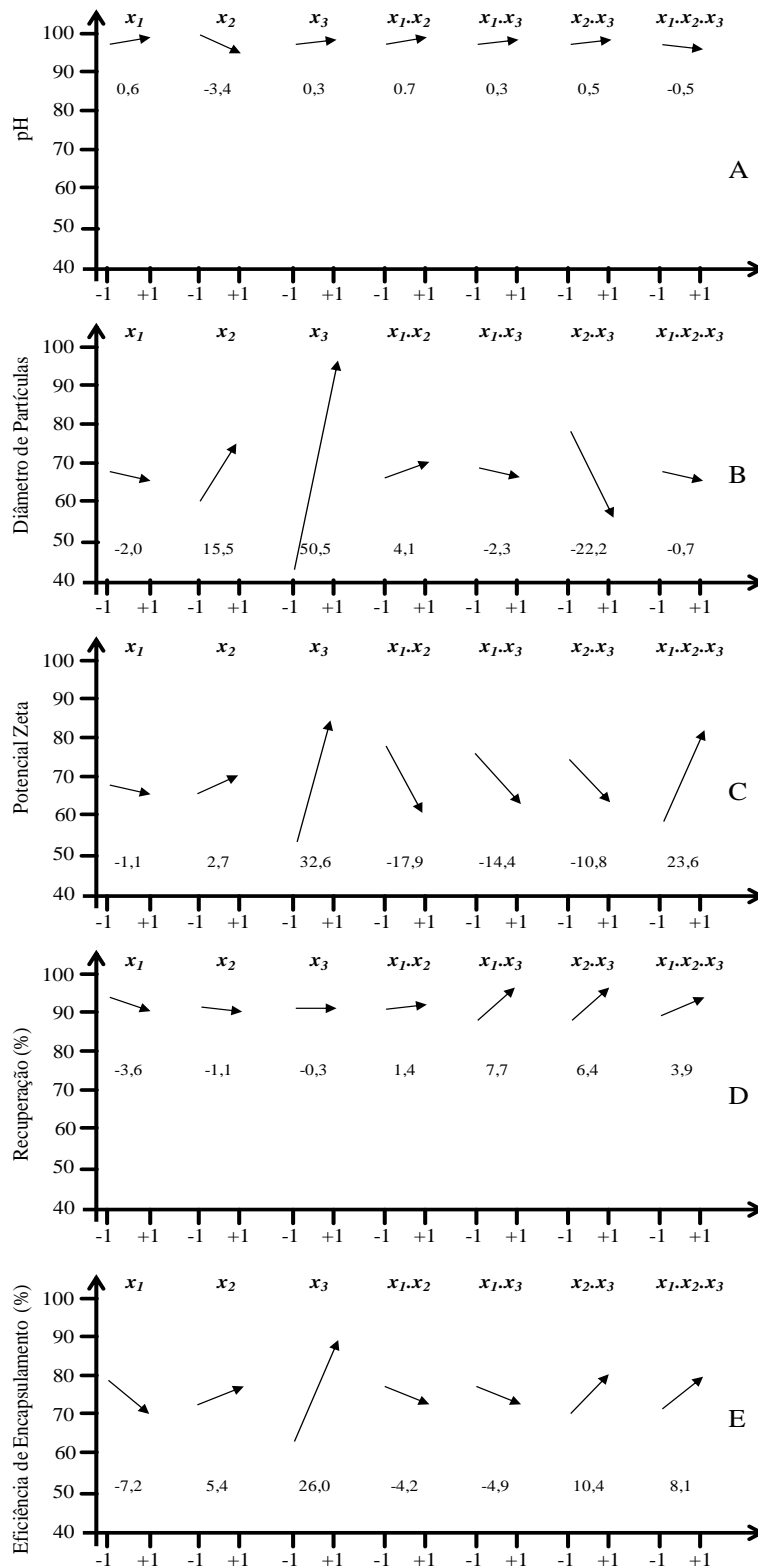 x1 x2 x3 x1.x2 x1.x3 x2.x3 x1.x2.x3
100
90
80
70
60
50
40
pH
0,6 -3,4 0,3 0.7 0,3 0,5 -0,5
A
-1 +1 -1 +1 -1 +1 -1 +1 -1 +1 -1 +1 -1 +1
x1 x2 x3 x1.x2 x1.x3 x2.x3 x1.x2.x3
100
90
80
70
60
50
40
Diâmetro de Partículas
B
-2,0 15,5 50,5 4,1 -2,3 -22,2 -0,7
-1 +1 -1 +1 -1 +1 -1 +1 -1 +1 -1 +1 -1 +1
x1 x2 x3 x1.x2 x1.x3 x2.x3 x1.x2.x3
100
90
80
70
60
50
40
Potencial Zeta
C
-1,1 2,7 32,6 -17,9 -14,4 -10,8 23,6
-1 +1 -1 +1 -1 +1 -1 +1 -1 +1 -1 +1 -1 +1
x1 x2 x3 x1.x2 x1.x3 x2.x3 x1.x2.x3
100
90
80
70
60
50
40
Recuperação (%)
-3,6 -1,1 -0,3 1,4 7,7 6,4 3,9
D
-1 +1 -1 +1 -1 +1 -1 +1 -1 +1 -1 +1 -1 +1
x1 x2 x3 x1.x2 x1.x3 x2.x3 x1.x2.x3
100
90
80
70
60
50
40
Eficiência de Encapsulamento (%)
E
-7,2 5,4 26,0 -4,2 -4,9 10,4 8,1
-1 +1 -1 +1 -1 +1 -1 +1 -1 +1 -1 +1 -1 +1